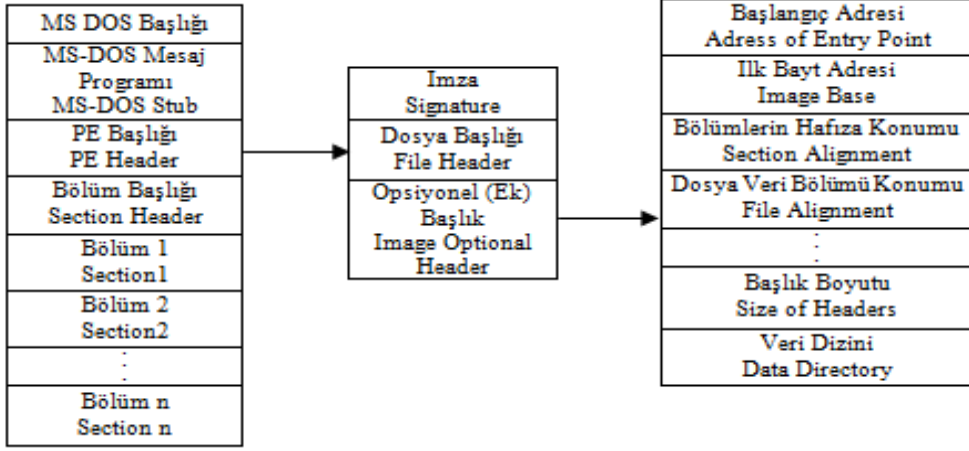 MS DOS Başlığı
MS-DOS Mesaj
Programı
MS-DOS Stub
PE Başlığı
PE Header
Bölüm Başlığı
Section Header
Bölüm 1
Section1
Bölüm 2
Section2
:
Bölüm n
Section n
Imza
Signature
Dosya Başlığı
File Header
Opsiyonel (Ek)
Başlık
Image Optional
Header
Başlangıç Adresi
Adress of Entry Point
Ilk Bayt Adresi
Image Base
Bölümlerin Hafıza Konumu
Section Alignment
Dosya Veri Bölümü Konumu
File Alignment
:
Başlık Boyutu
Size of Headers
Veri Dizini
Data Directory